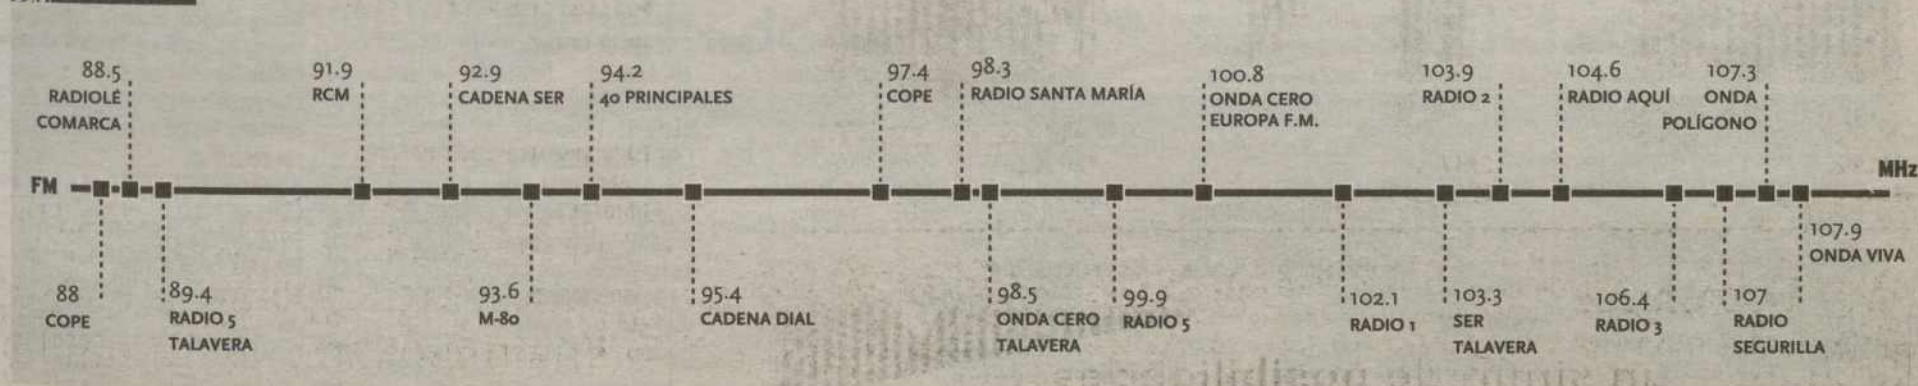 88.5
RADIOLÉ
COMARCA
91.9
RCM
92.9
CADENA SER
94.2
40 PRINCIPALES
97.4
COPE
98.3
RADIO SANTA MARÍA
100.8
ONDA CERO
EUROPA F.M.
103.9
RADIO 2
104.6
RADIO AQUÍ
107.3
ONDA
POLÍGONO
FM
MHz
88
COPE
89.4
RADIO 5
TALAVERA
93.6
M-80
95.4
CADENA DIAL
98.5
ONDA CERO
TALAVERA
99.9
RADIO 5
102.1
RADIO 1
103.3
SER
TALAVERA
106.4
RADIO 3
107
RADIO
SEGURILLA
107.9
ONDA VIVA